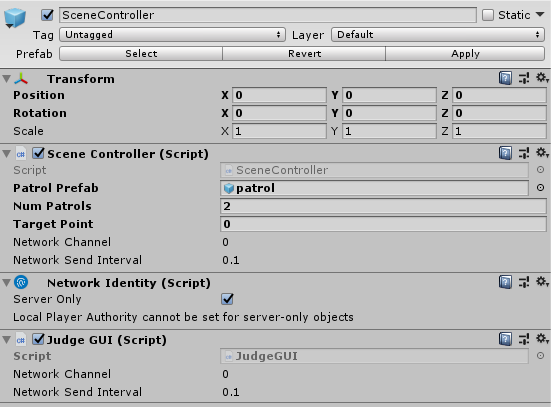 SceneController Static
Tag Untagged Layer Default
Prefab Select Revert Apply
Transform
Position X 0 Y 0 Z 0
Rotation X 0 Y 0 Z 0
Scale X 1 Y 1 Z 1
c# Scene Controller (Script)
Script SceneController
Patrol Prefab patrol
Num Patrols 2
Target Point 0
Network Channel 0
Network Send Interval 0.1
Network Identity (Script)
Server Only
Local Player Authority cannot be set for server-only objects
c# Judge GUI (Script)
Script JudgeGUI
Network Channel 0
Network Send Interval 0.1